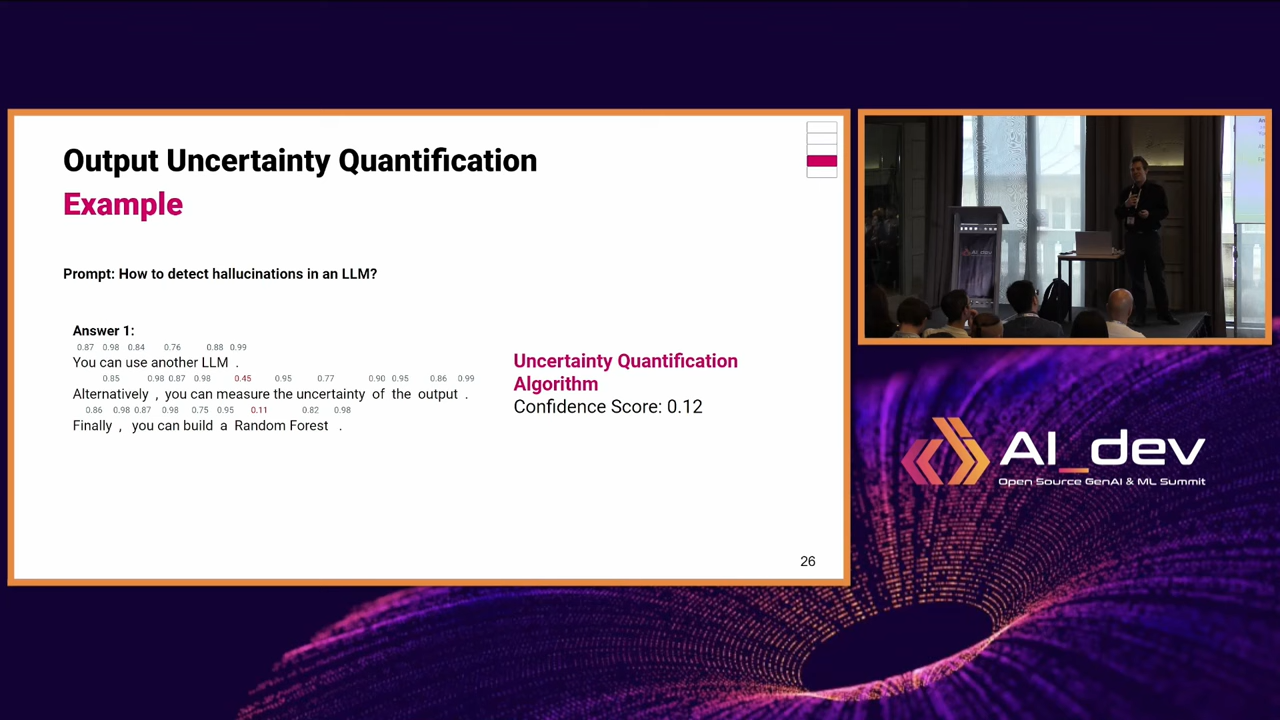 Output Uncertainty Quantification
Example
Prompt: How to detect hallucinations in an LLM?
Answer 1:
0.87 0.98 0.84 0.76 0.88 0.99
You can use another LLM .
0.85 0.98 0.87 0.98 0.45 0.95 0.77 0.90 0.95 0.86 0.99
Alternatively , you can measure the uncertainty of the output .
0.86 0.98 0.87 0.98 0.75 0.95 0.11 0.82 0.98
Finally , you can build a Random Forest .
Uncertainty Quantification
Algorithm
Confidence Score: 0.12
26
AI_dev
AI_dev
Open Source GenAI & ML Summit